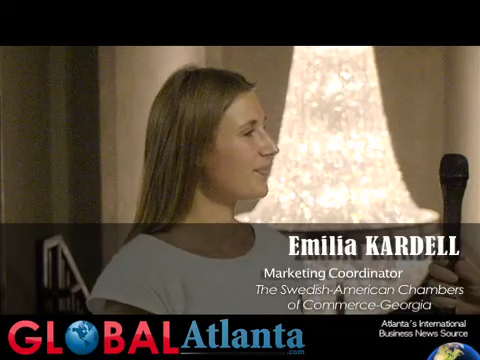 Emilia KARDELL
Marketing Coordinator
The Swedish-American Chambers
of Commerce-Georgia
GLOBALAtlanta
.com
Atlanta's International
Business News Source